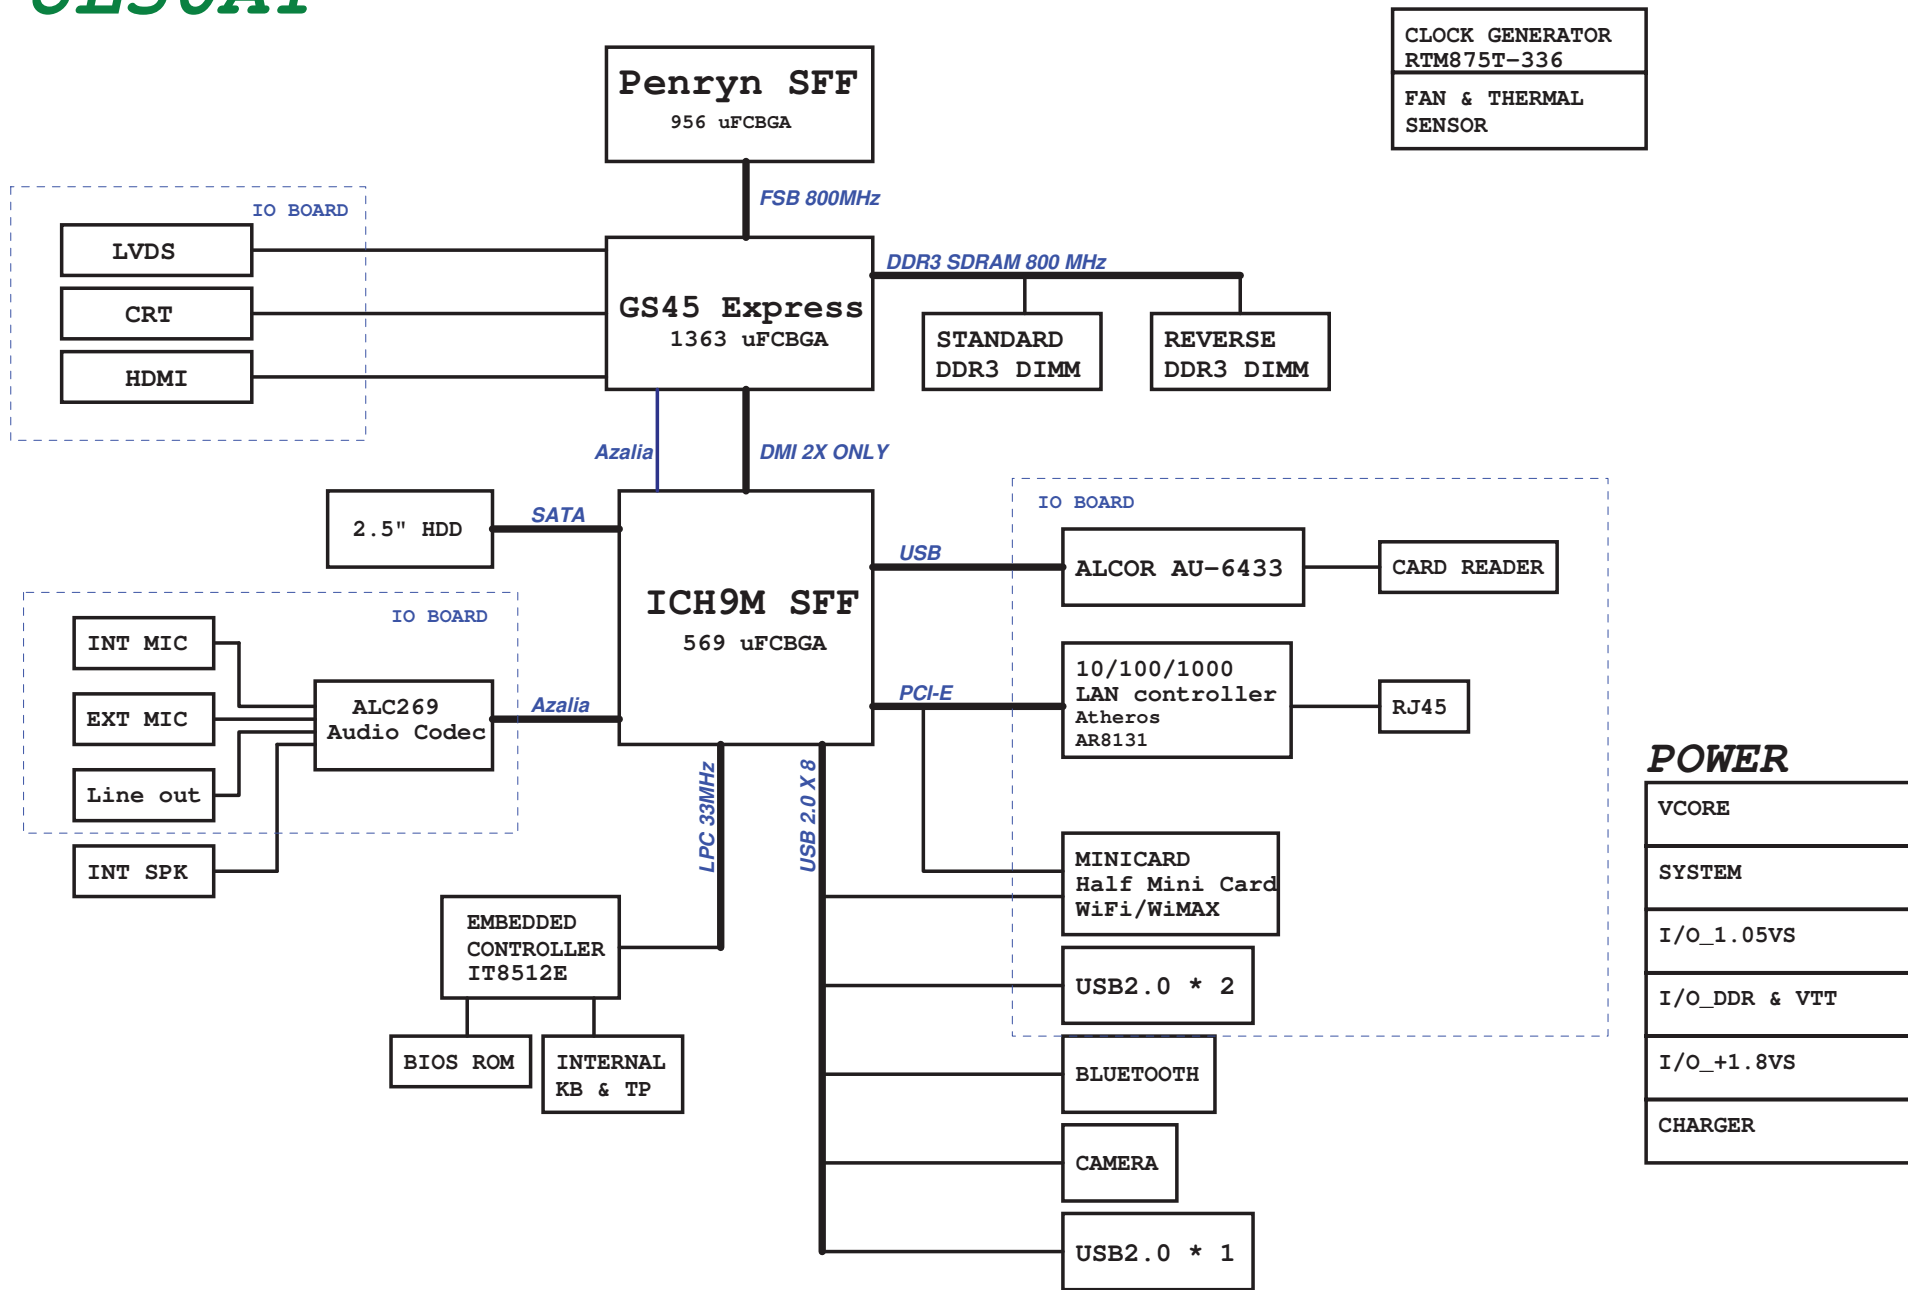 CLOCK GENERATOR
RTM875T-336
FAN & THERMAL
SENSOR
Penryn SFF
956 uFCBGA
FSB 800MHz
IO BOARD
LVDS
CRT
HDMI
GS45 Express
1363 uFCBGA
DDR3 SDRAM 800 MHz
STANDARD
DDR3 DIMM
REVERSE
DDR3 DIMM
Azalia
DMI 2X ONLY
2.5" HDD
SATA
ICH9M SFF
569 uFCBGA
IO BOARD
USB
ALCOR AU-6433
CARD READER
IO BOARD
INT MIC
EXT MIC
Line out
INT SPK
ALC269
Audio Codec
Azalia
PCI-E
10/100/1000
LAN controller
Atheros
AR8131
RJ45
LPC 33MHz
USB 2.0 X 8
MINICARD
Half Mini Card
WiFi/WiMAX
EMBEDDED
CONTROLLER
IT8512E
BIOS ROM
INTERNAL
KB & TP
USB2.0 * 2
BLUETOOTH
CAMERA
USB2.0 * 1
POWER
VCORE
SYSTEM
I/O_1.05VS
I/O_DDR & VTT
I/O_+1.8VS
CHARGER